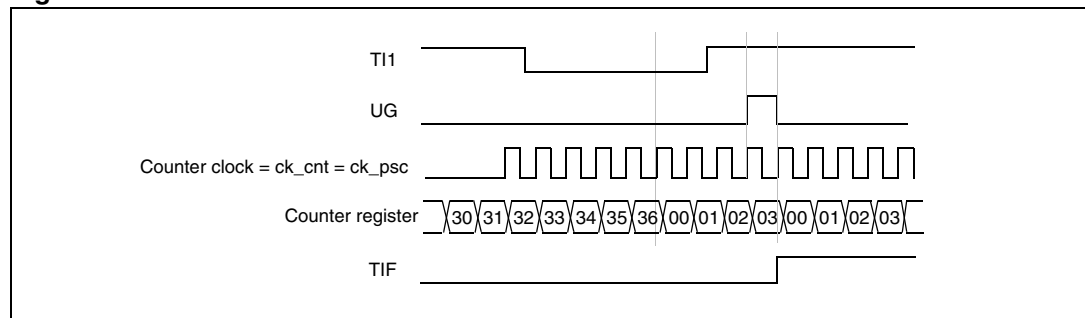 TI1
UG
Counter clock = ck_cnt = ck_psc
Counter register 30 31 32 33 34 35 36 00 01 02 03 00 01 02 03
TIF